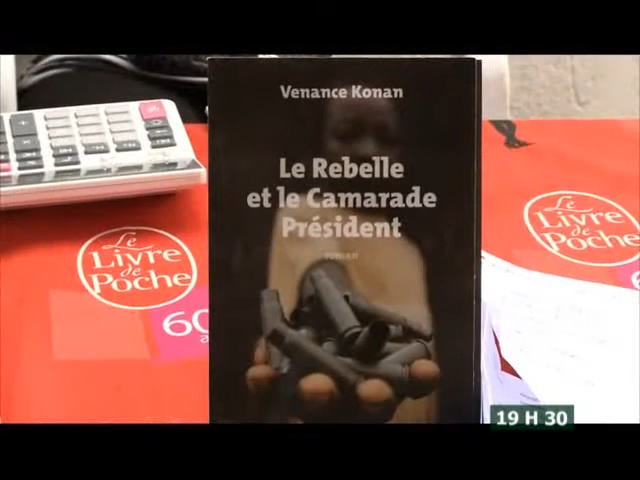 Venance Konan
Le Rebelle
et le Camarade
Président
roman
Le
Livre
de
Poche
60
Le
Livre
de
Poche
19 H 30